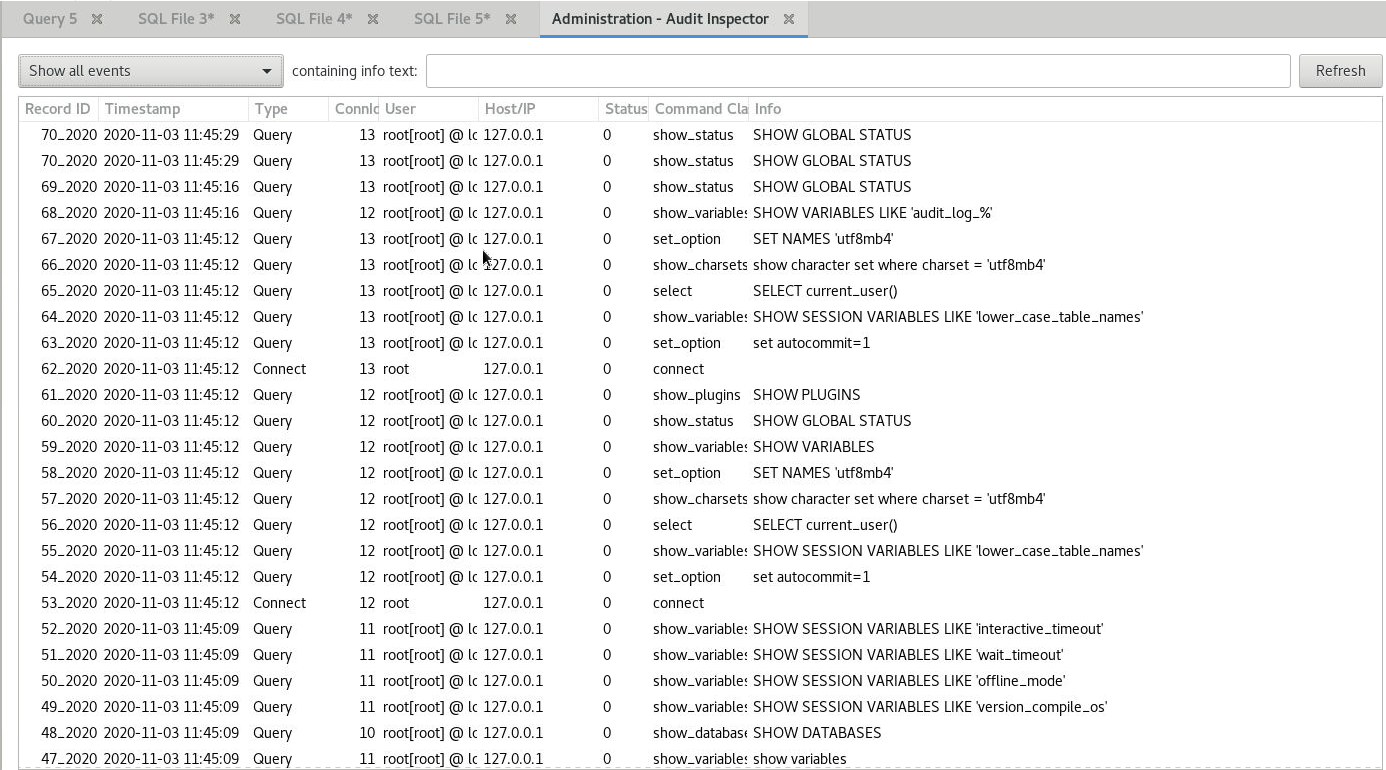 Query 5 SQL File 3* SQL File 4* SQL File 5* Administration - Audit Inspector
Show all events containing info text: Refresh
Record ID Timestamp Type ConnId User Host/IP Status Command Cla Info
70_2020 2020-11-03 11:45:29 Query 13 root[root] @ lc 127.0.0.1 0 show_status SHOW GLOBAL STATUS
70_2020 2020-11-03 11:45:29 Query 13 root[root] @ lc 127.0.0.1 0 show_status SHOW GLOBAL STATUS
69_2020 2020-11-03 11:45:16 Query 13 root[root] @ lc 127.0.0.1 0 show_status SHOW GLOBAL STATUS
68_2020 2020-11-03 11:45:16 Query 12 root[root] @ lc 127.0.0.1 0 show_variables SHOW VARIABLES LIKE 'audit_log_%'
67_2020 2020-11-03 11:45:12 Query 13 root[root] @ lc 127.0.0.1 0 set_option SET NAMES 'utf8mb4'
66_2020 2020-11-03 11:45:12 Query 13 root[root] @ lc 127.0.0.1 0 show_charsets show character set where charset = 'utf8mb4'
65_2020 2020-11-03 11:45:12 Query 13 root[root] @ lc 127.0.0.1 0 select SELECT current_user()
64_2020 2020-11-03 11:45:12 Query 13 root[root] @ lc 127.0.0.1 0 show_variables SHOW SESSION VARIABLES LIKE 'lower_case_table_names'
63_2020 2020-11-03 11:45:12 Query 13 root[root] @ lc 127.0.0.1 0 set_option set autocommit=1
62_2020 2020-11-03 11:45:12 Connect 13 root 127.0.0.1 0 connect
61_2020 2020-11-03 11:45:12 Query 12 root[root] @ lc 127.0.0.1 0 show_plugins SHOW PLUGINS
60_2020 2020-11-03 11:45:12 Query 12 root[root] @ lc 127.0.0.1 0 show_status SHOW GLOBAL STATUS
59_2020 2020-11-03 11:45:12 Query 12 root[root] @ lc 127.0.0.1 0 show_variables SHOW VARIABLES
58_2020 2020-11-03 11:45:12 Query 12 root[root] @ lc 127.0.0.1 0 set_option SET NAMES 'utf8mb4'
57_2020 2020-11-03 11:45:12 Query 12 root[root] @ lc 127.0.0.1 0 show_charsets show character set where charset = 'utf8mb4'
56_2020 2020-11-03 11:45:12 Query 12 root[root] @ lc 127.0.0.1 0 select SELECT current_user()
55_2020 2020-11-03 11:45:12 Query 12 root[root] @ lc 127.0.0.1 0 show_variables SHOW SESSION VARIABLES LIKE 'lower_case_table_names'
54_2020 2020-11-03 11:45:12 Query 12 root[root] @ lc 127.0.0.1 0 set_option set autocommit=1
53_2020 2020-11-03 11:45:12 Connect 12 root 127.0.0.1 0 connect
52_2020 2020-11-03 11:45:09 Query 11 root[root] @ lc 127.0.0.1 0 show_variables SHOW SESSION VARIABLES LIKE 'interactive_timeout'
51_2020 2020-11-03 11:45:09 Query 11 root[root] @ lc 127.0.0.1 0 show_variables SHOW SESSION VARIABLES LIKE 'wait_timeout'
50_2020 2020-11-03 11:45:09 Query 11 root[root] @ lc 127.0.0.1 0 show_variables SHOW SESSION VARIABLES LIKE 'offline_mode'
49_2020 2020-11-03 11:45:09 Query 11 root[root] @ lc 127.0.0.1 0 show_variables SHOW SESSION VARIABLES LIKE 'version_compile_os'
48_2020 2020-11-03 11:45:09 Query 10 root[root] @ lc 127.0.0.1 0 show_database SHOW DATABASES
47_2020 2020-11-03 11:45:09 Query 11 root[root] @ lc 127.0.0.1 0 show_variables show variables